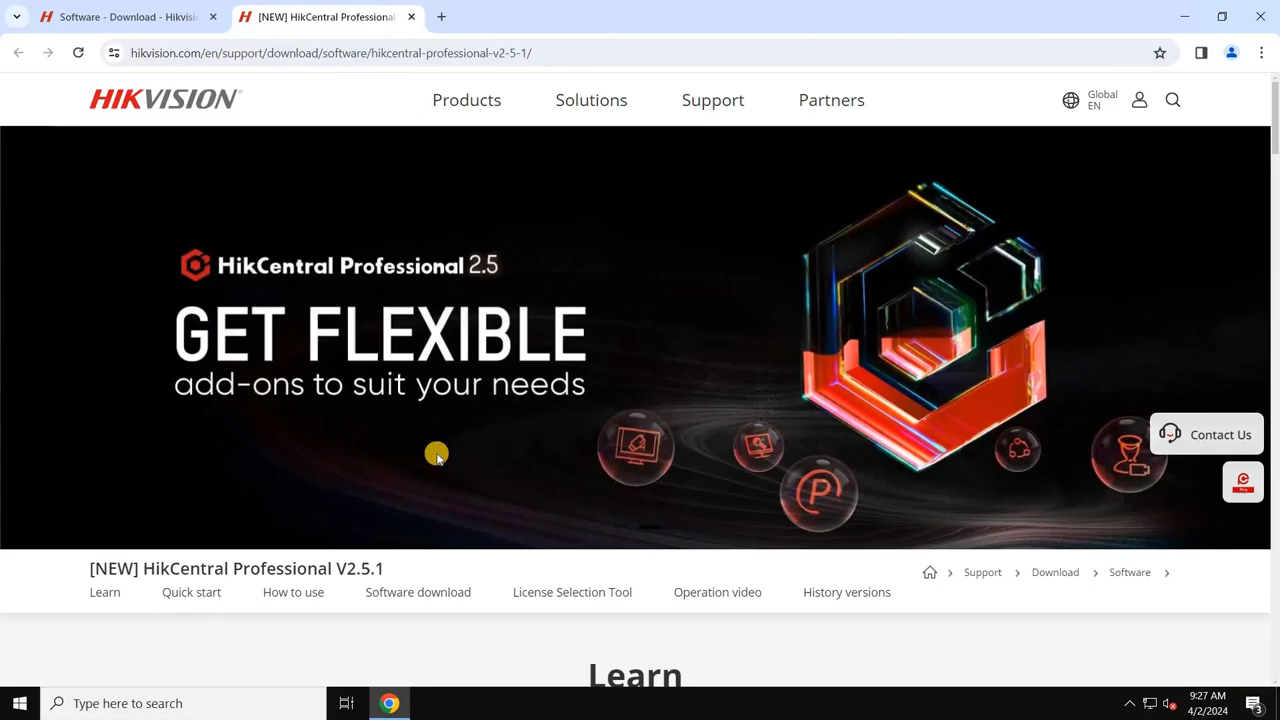 Software - Download - Hikvisi
[NEW] HikCentral Professional
hikvision.com/en/support/download/software/hikcentral-professional-v2-5-1/
HIKVISION
Products
Solutions
Support
Partners
Global
EN
HikCentral Professional 2.5
GET FLEXIBLE
add-ons to suit your needs
P
Contact Us
Pro
[NEW] HikCentral Professional V2.5.1
Support
Download
Software
Learn
Quick start
How to use
Software download
License Selection Tool
Operation video
History versions
Learn
Type here to search
9:27 AM
4/2/2024
3